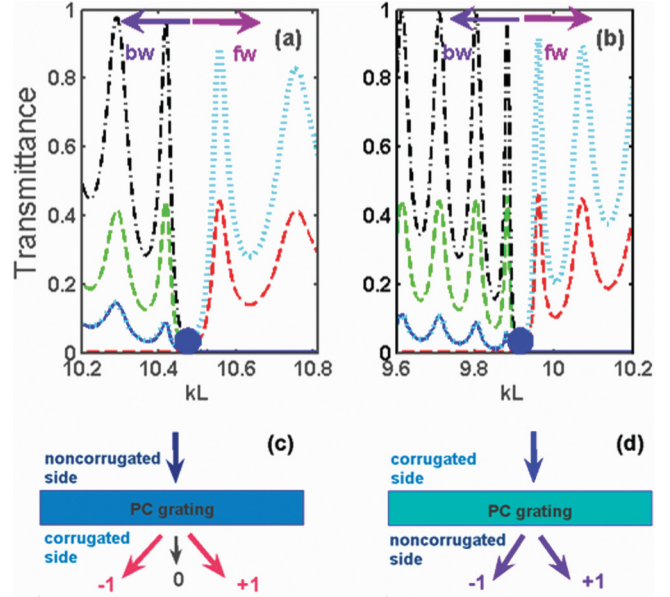 (a)
bw
fw
Transmittance
1
0.8
0.6
0.4
0.2
0
10.2
10.4
10.6
10.8
kL
(b)
bw
fw
1
0.8
0.6
0.4
0.2
0
9.6
9.8
10
10.2
kL
(c)
noncorrugated
side
PC grating
corrugated
side
-1
0
+1
(d)
corrugated
side
PC grating
noncorrugated
side
-1
+1